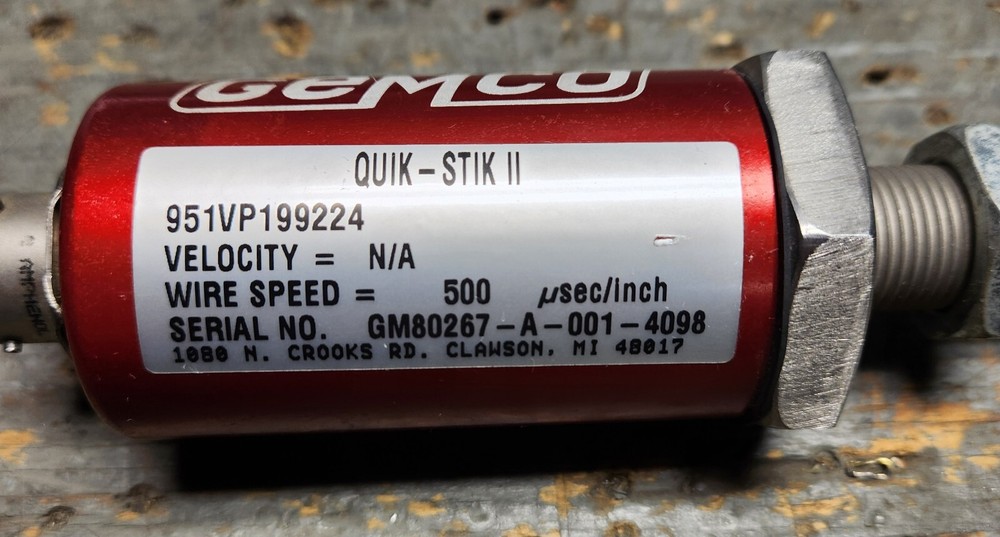 GEMCO
QUIK-STIK II
951VP199224
VELOCITY = N/A
WIRE SPEED = 500 µsec/inch
SERIAL NO. GM80267-A-001-4098
1080 N. CROOKS RD. CLAWSON, MI 48017
AMPHENOL